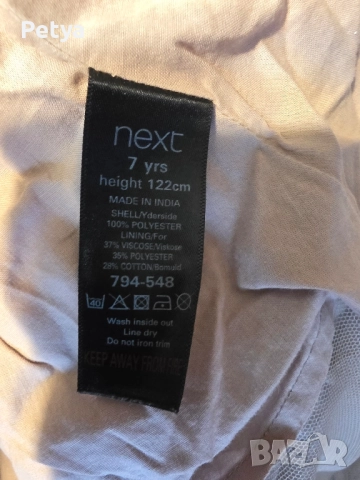 Petya
next
7 yrs
height 122cm
MADE IN INDIA
SHELL/Yderside
100% POLYESTER
LINING/For
37% VISCOSE/Viskose
35% POLYESTER
28% COTTON/Bomuld
794-548
40
Wash inside out
Line dry
Do not iron trim
KEEP AWAY FROM FIRE
BAZAR